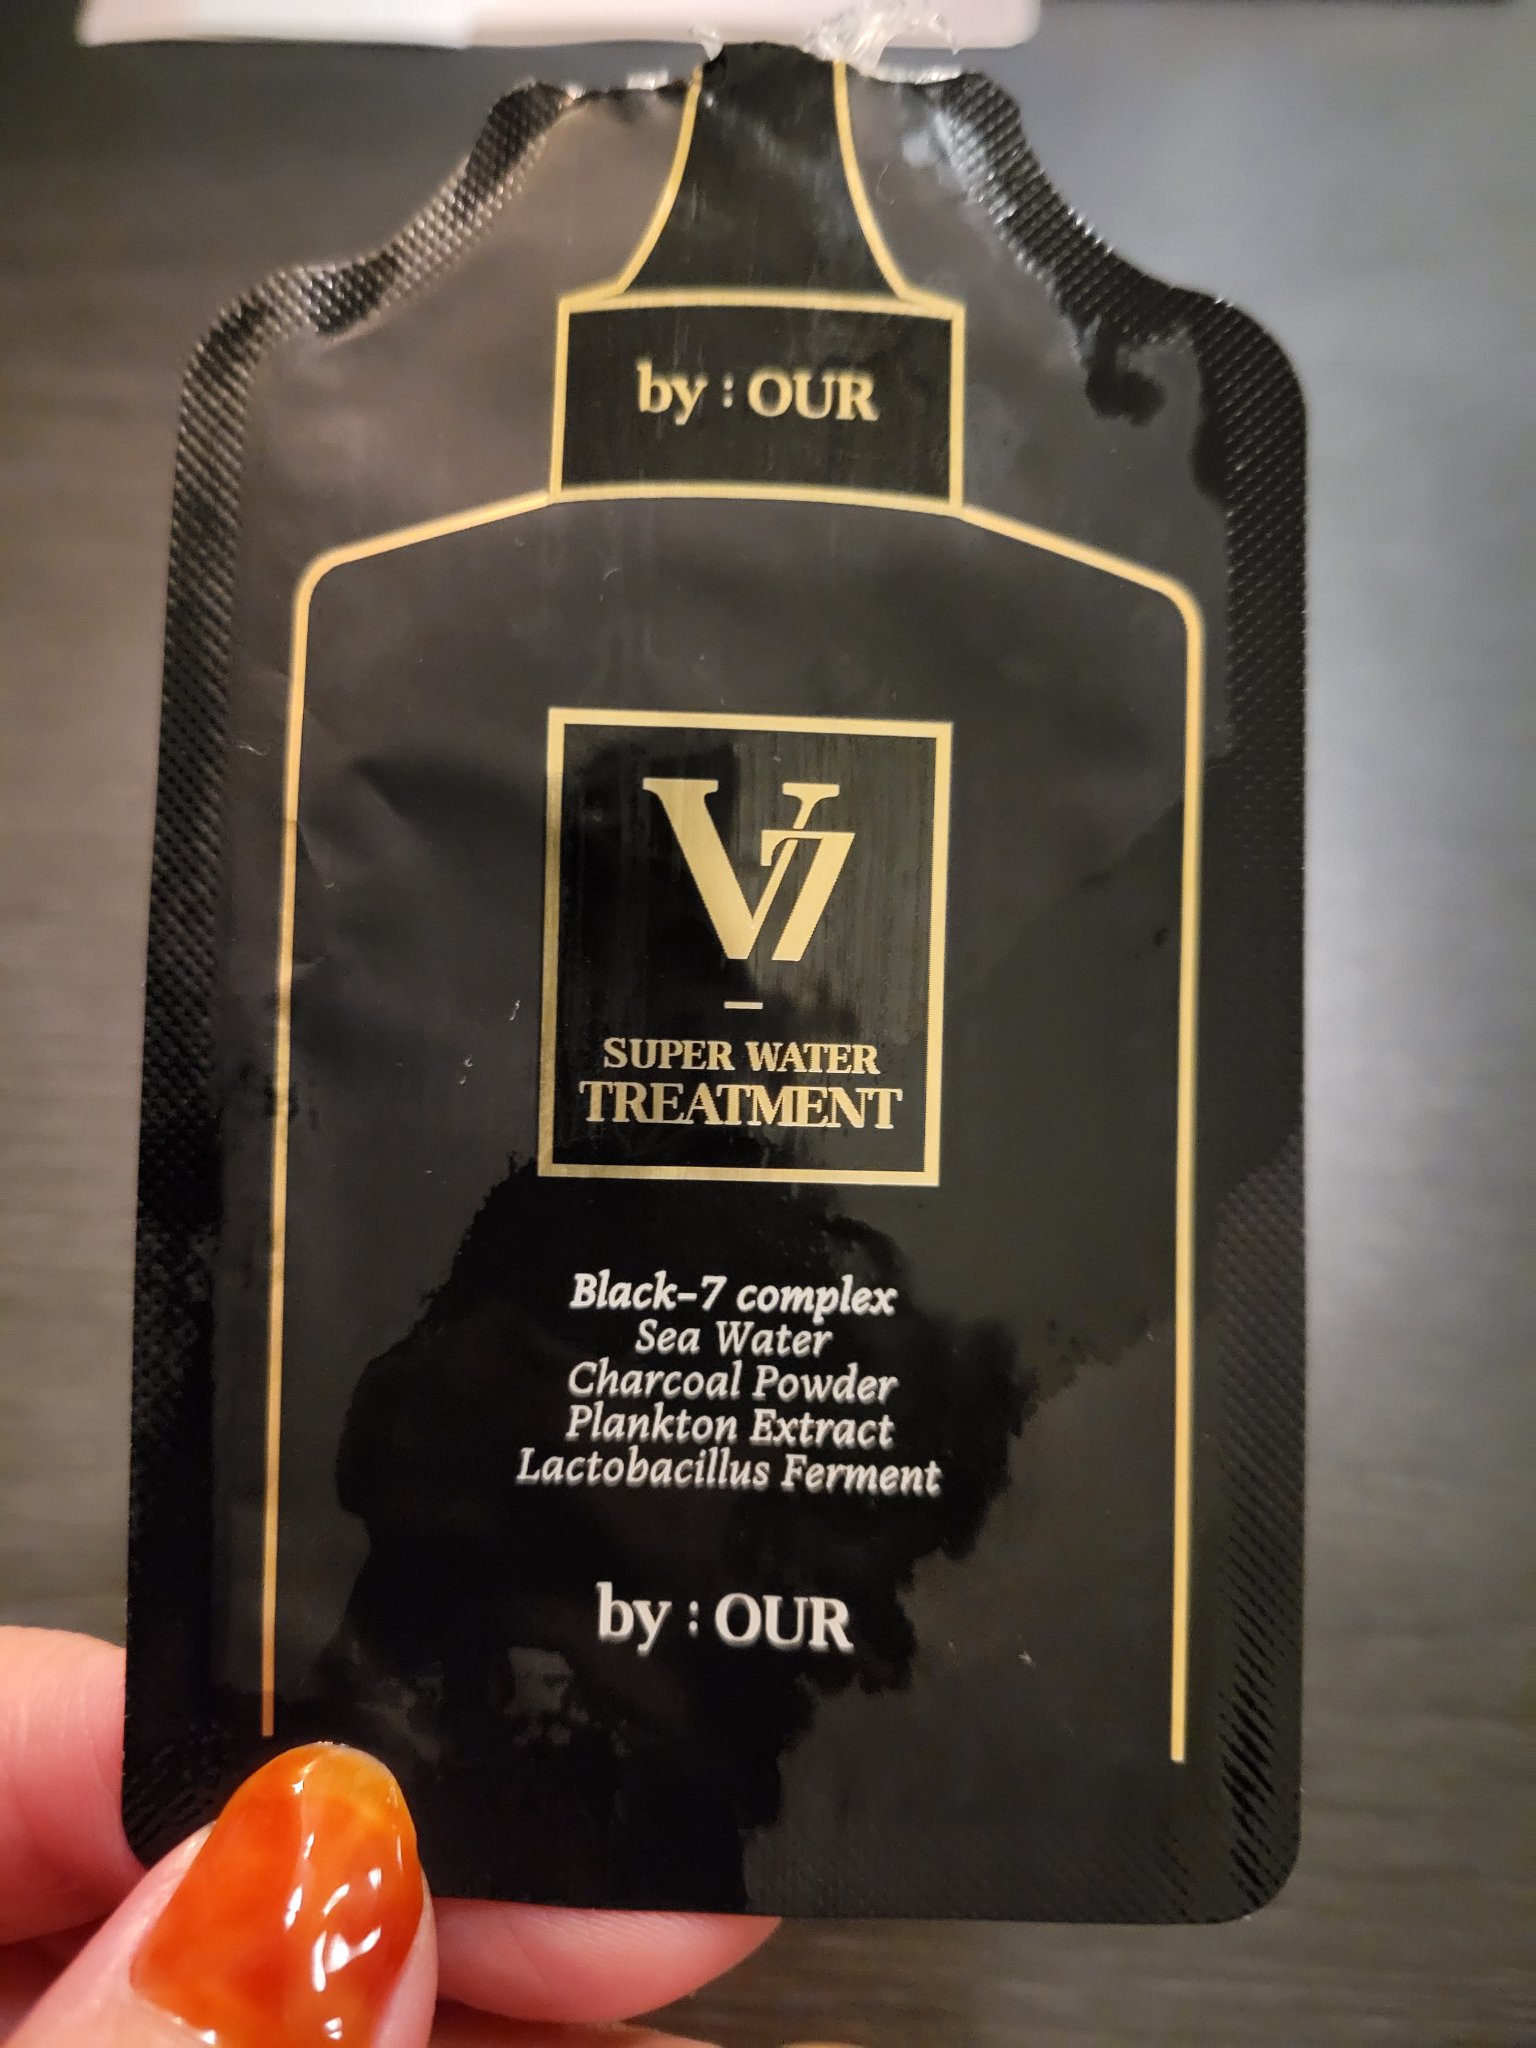 by : OUR
V7
SUPER WATER
TREATMENT
Black-7 complex
Sea Water
Charcoal Powder
Plankton Extract
Lactobacillus Ferment
by : OUR